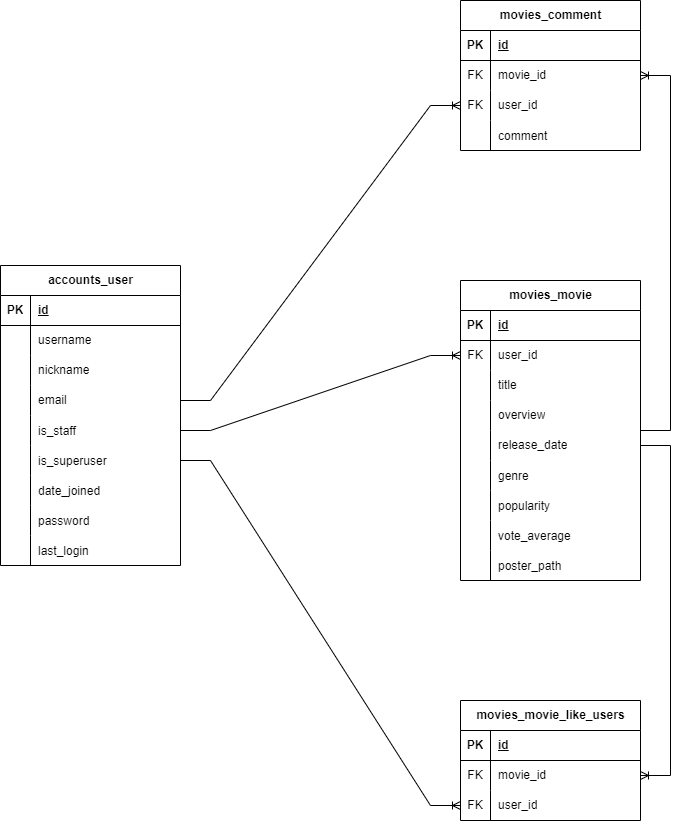 movies_comment
PK id
FK movie_id
FK user_id
comment
accounts_user
PK id
username
nickname
email
is_staff
is_superuser
date_joined
password
last_login
movies_movie
PK id
FK user_id
title
overview
release_date
genre
popularity
vote_average
poster_path
movies_movie_like_users
PK id
FK movie_id
FK user_id